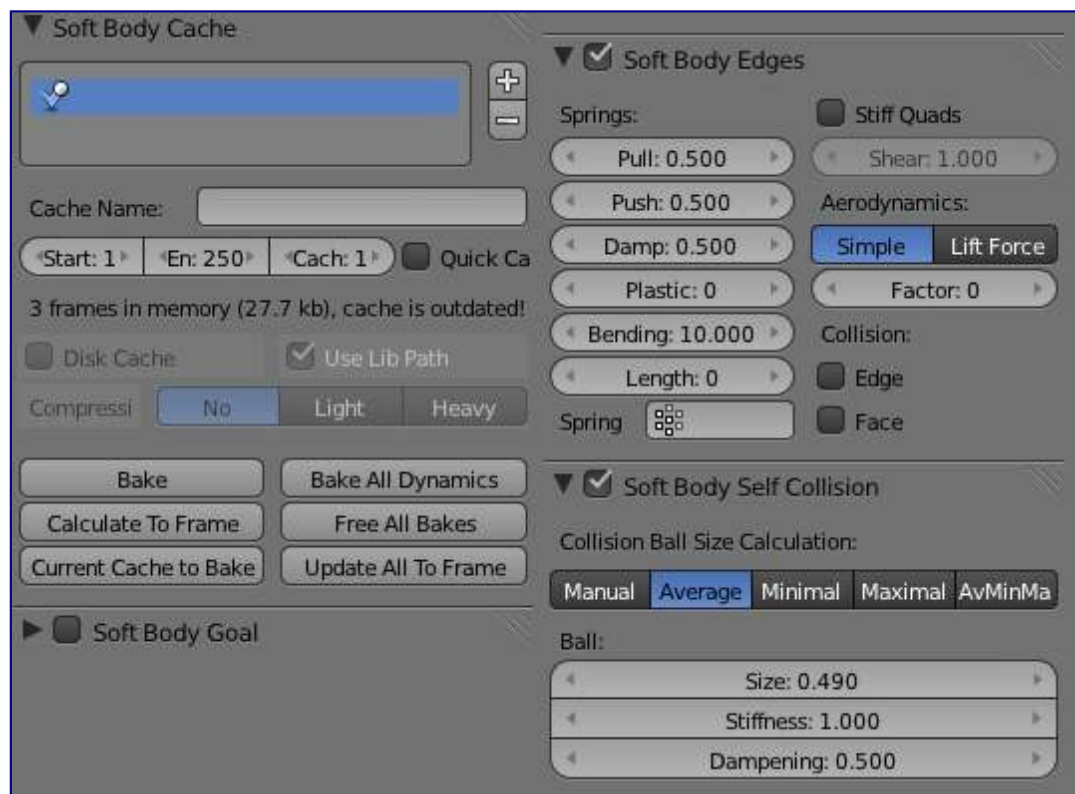 Soft Body Cache
Cache Name:
Start: 1 En: 250 Cach: 1 Quick Ca
3 frames in memory (27.7 kb), cache is outdated!
Disk Cache Use Lib Path
Compressi No Light Heavy
Bake Bake All Dynamics
Calculate To Frame Free All Bakes
Current Cache to Bake Update All To Frame
Soft Body Goal
Soft Body Edges
Springs: Stiff Quads
Pull: 0.500 Shear: 1.000
Push: 0.500 Aerodynamics:
Damp: 0.500 Simple Lift Force
Plastic: 0 Factor: 0
Bending: 10.000 Collision:
Length: 0 Edge
Spring Face
Soft Body Self Collision
Collision Ball Size Calculation:
Manual Average Minimal Maximal AvMinMa
Ball:
Size: 0.490
Stiffness: 1.000
Dampening: 0.500